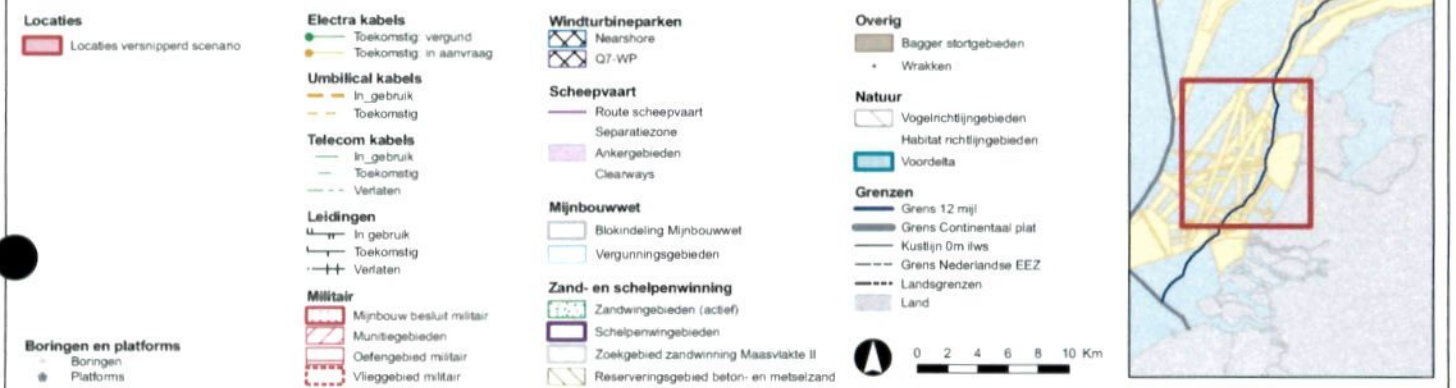 Locaties
Locaties versnipperd scenario
Boringen en platforms
Boringen
Platforms
Electra kabels
Toekomstig: vergund
Toekomstig: in aanvraag
Umbilical kabels
In_gebruik
Toekomstig
Telecom kabels
In_gebruik
Toekomstig
Verlaten
Leidingen
In gebruik
Toekomstig
Verlaten
Militair
Mijnbouw besluit militair
Munitiegebieden
Oefengebied militair
Vlieggebied militair
Windturbineparken
Nearshore
Q7-WP
Scheepvaart
Route scheepvaart
Separatiezone
Ankergebieden
Clearways
Mijnbouwwet
Blokindeling Mijnbouwwet
Vergunningsgebieden
Zand- en schelpenwinning
Zandwingebieden (actief)
Schelpenwingebieden
Zoekgebied zandwinning Maasvlakte II
Reserveringsgebied beton- en metselzand
Overig
Bagger stortgebieden
Wrakken
Natuur
Vogelrichtlijngebieden
Habitat richtlijngebieden
Voordelta
Grenzen
Grens 12 mijl
Grens Continentaal plat
Kustlijn 0m ilws
Grens Nederlandse EEZ
Landsgrenzen
Land
0 2 4 6 8 10 Km